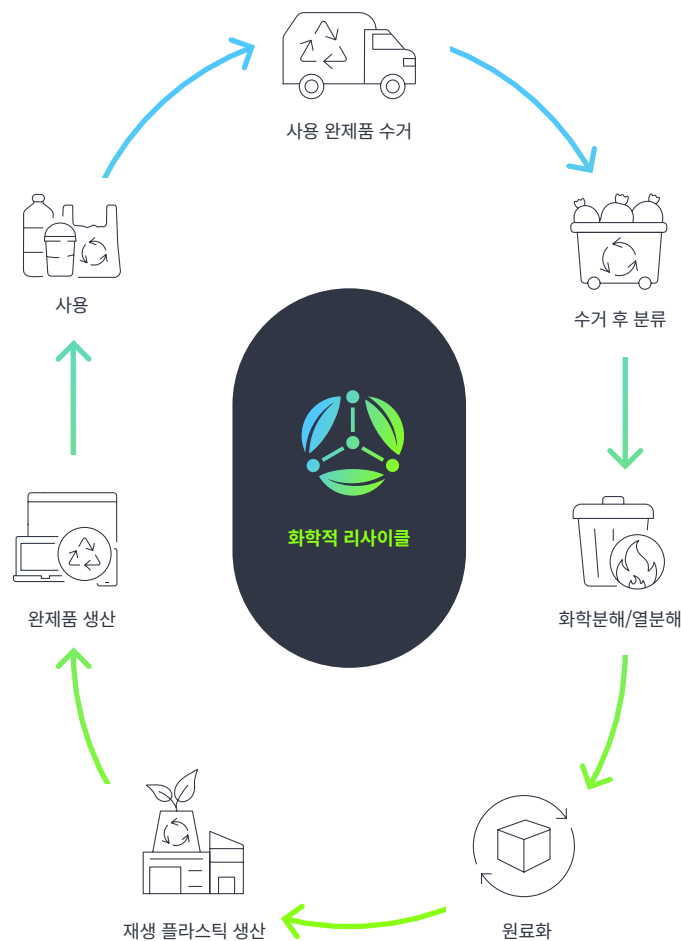 사용 완제품 수거
수거 후 분류
화학분해/열분해
원료화
재생 플라스틱 생산
완제품 생산
사용
화학적 리사이클